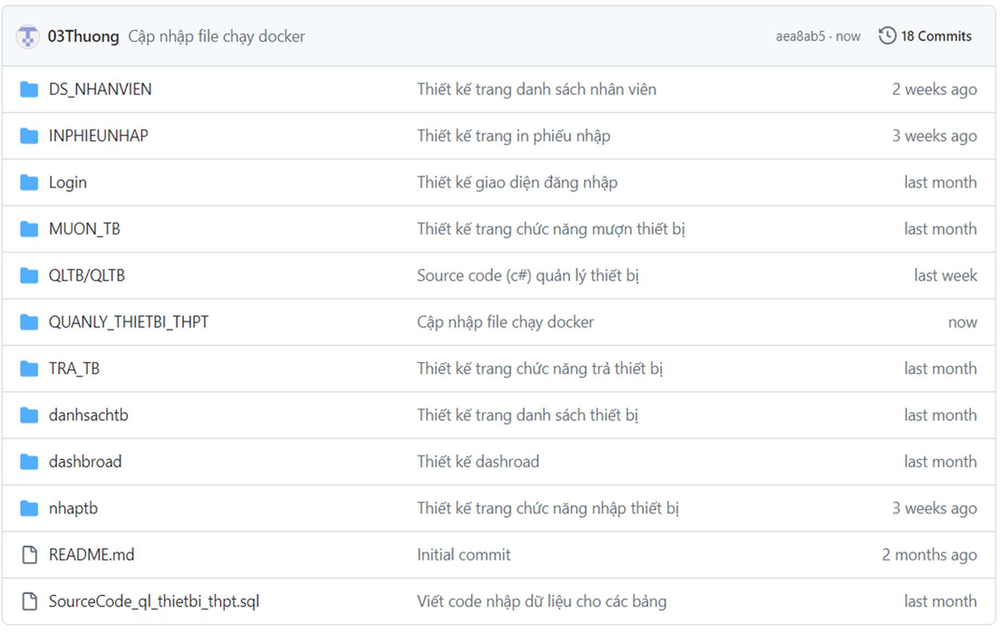 03Thuong Cập nhập file chạy docker aea8ab5 · now 18 Commits
DS_NHANVIEN Thiết kế trang danh sách nhân viên 2 weeks ago
INPHIEUNHAP Thiết kế trang in phiếu nhập 3 weeks ago
Login Thiết kế giao diện đăng nhập last month
MUON_TB Thiết kế trang chức năng mượn thiết bị last month
QLTB/QLTB Source code (c#) quản lý thiết bị last week
QUANLY_THIETBI_THPT Cập nhập file chạy docker now
TRA_TB Thiết kế trang chức năng trả thiết bị last month
danhsachtb Thiết kế trang danh sách thiết bị last month
dashbroad Thiết kế dashroad last month
nhaptb Thiết kế trang chức năng nhập thiết bị 3 weeks ago
README.md Initial commit 2 months ago
SourceCode_ql_thietbi_thpt.sql Viết code nhập dữ liệu cho các bảng last month